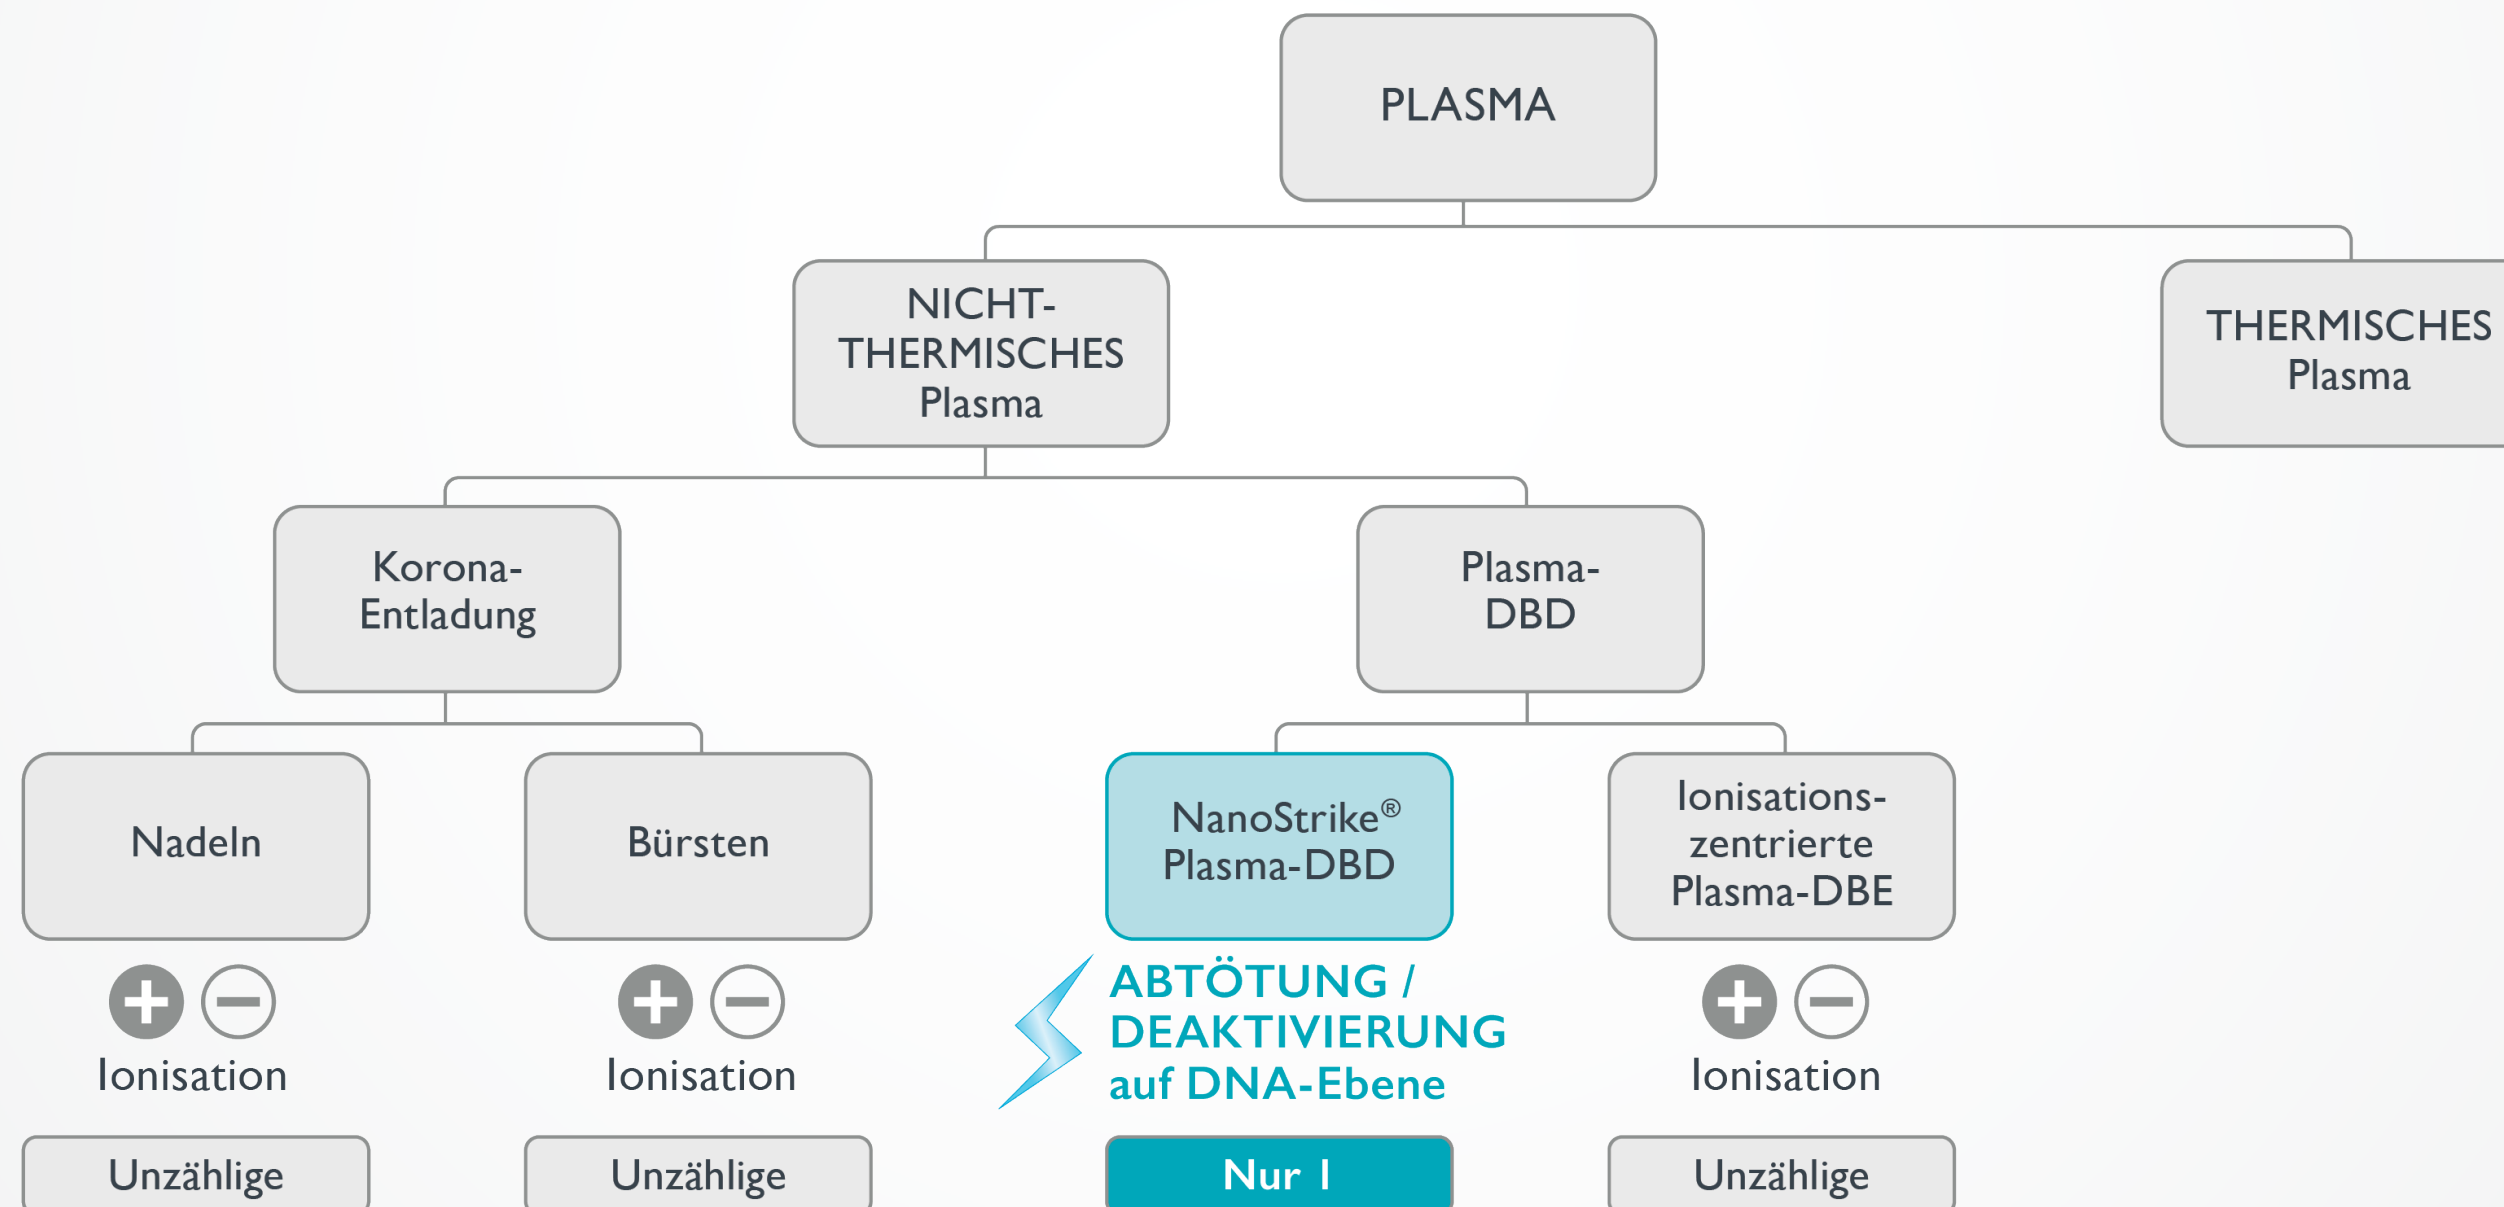 PLASMA
NICHT-
THERMISCHES
Plasma
THERMISCHES
Plasma
Korona-
Entladung
Plasma-
DBD
Nadeln
Bürsten
NanoStrike®
Plasma-DBD
Ionisations-
zentrierte
Plasma-DBE
Ionisation
Ionisation
ABTÖTUNG /
DEAKTIVIERUNG
auf DNA-Ebene
Ionisation
Unzählige
Unzählige
Nur 1
Unzählige